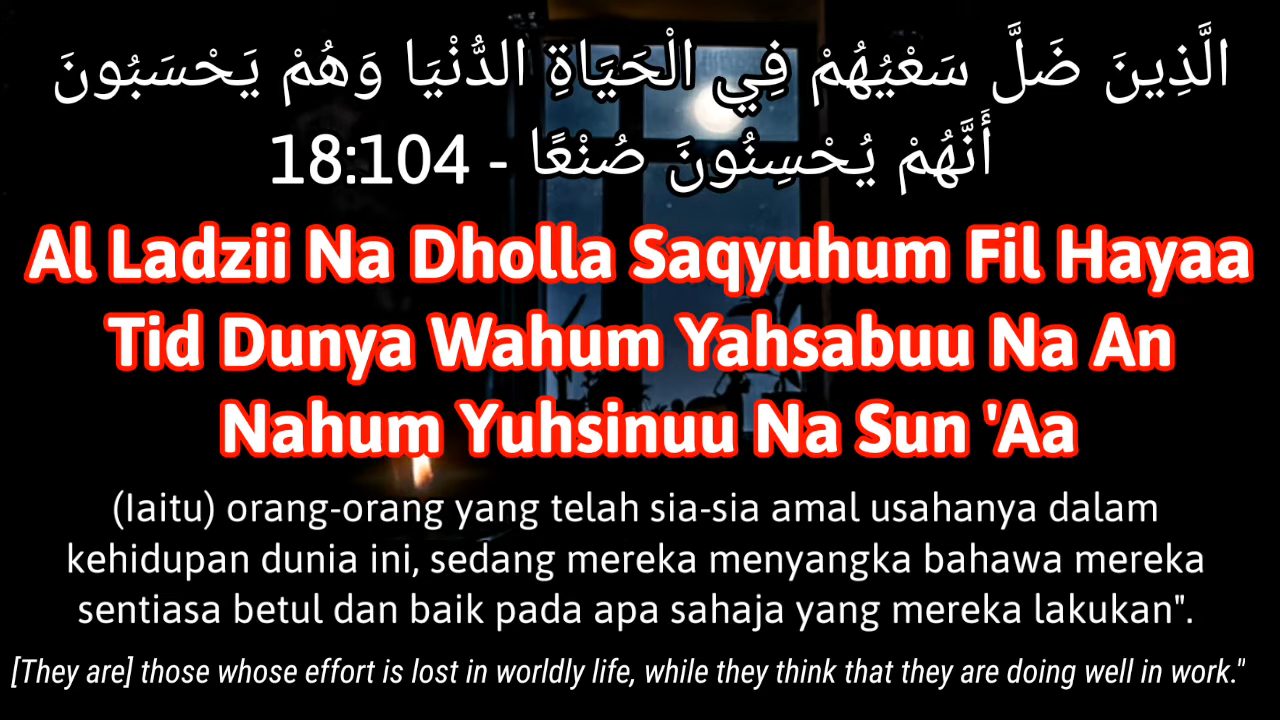 الَّذِينَ ضَلَّ سَعْيُهُمْ فِي الْحَيَاةِ الدُّنْيَا وَهُمْ يَحْسَبُونَ
أَنَّهُمْ يُحْسِنُونَ صُنْعًا - 18:104
Al Ladzii Na Dholla Saqyuhum Fil Hayaa
Tid Dunya Wahum Yahsabuu Na An
Nahum Yuhsinuu Na Sun 'Aa
(Iaitu) orang-orang yang telah sia-sia amal usahanya dalam
kehidupan dunia ini, sedang mereka menyangka bahawa mereka
sentiasa betul dan baik pada apa sahaja yang mereka lakukan".
[They are] those whose effort is lost in worldly life, while they think that they are doing well in work."